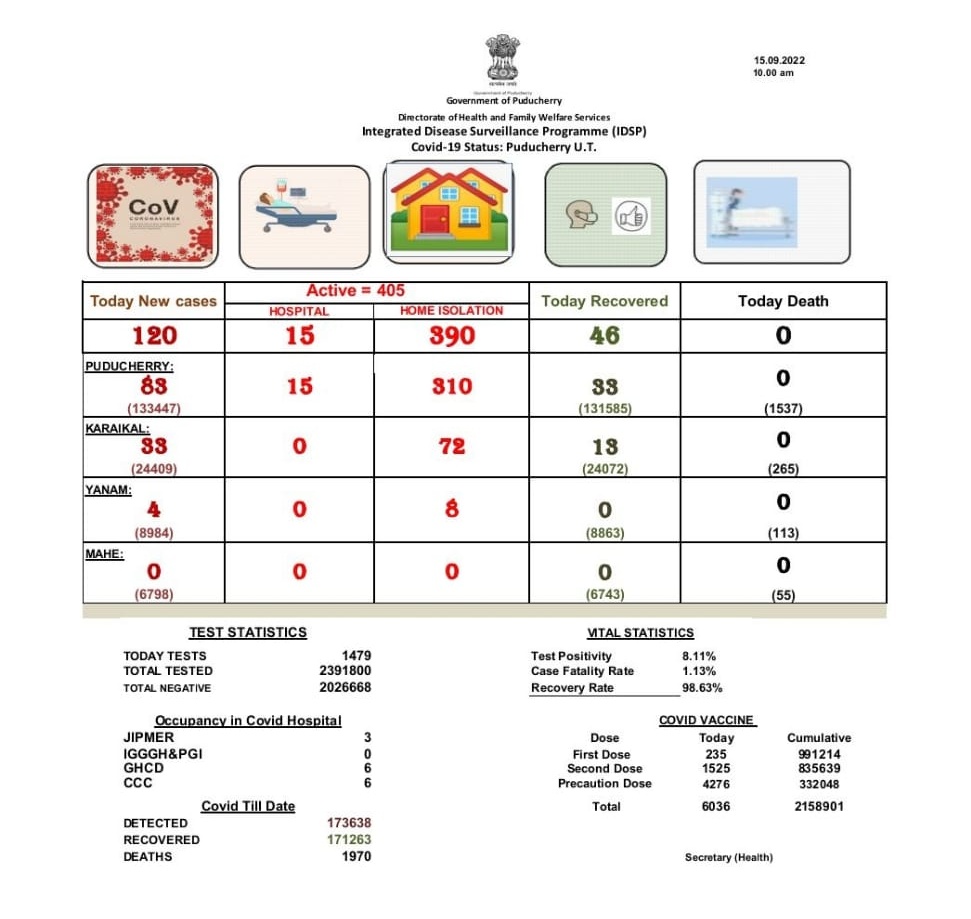 15.09.2022
10.00 am
सत्यमेव जयते
Government of Puducherry
Government of Puducherry
Directorate of Health and Family Welfare Services
Integrated Disease Surveillance Programme (IDSP)
Covid-19 Status: Puducherry U.T.
CoV
CORONAVIRUS
Today New cases
Active = 405
HOSPITAL
HOME ISOLATION
Today Recovered
Today Death
120 15 390 46 0
PUDUCHERRY:
83 15 310 33 0
(133447) (131585) (1537)
KARAIKAL:
33 0 72 13 0
(24409) (24072) (265)
YANAM:
4 0 8 0 0
(8984) (8863) (113)
MAHE:
0 0 0 0 0
(6798) (6743) (55)
TEST STATISTICS
TODAY TESTS 1479
TOTAL TESTED 2391800
TOTAL NEGATIVE 2026668
VITAL STATISTICS
Test Positivity 8.11%
Case Fatality Rate 1.13%
Recovery Rate 98.63%
Occupancy in Covid Hospital
JIPMER 3
IGGGH&PGI 0
GHCD 6
CCC 6
COVID VACCINE
Dose Today Cumulative
First Dose 235 991214
Second Dose 1525 835639
Precaution Dose 4276 332048
Total 6036 2158901
Covid Till Date
DETECTED 173638
RECOVERED 171263
DEATHS 1970
Secretary (Health)